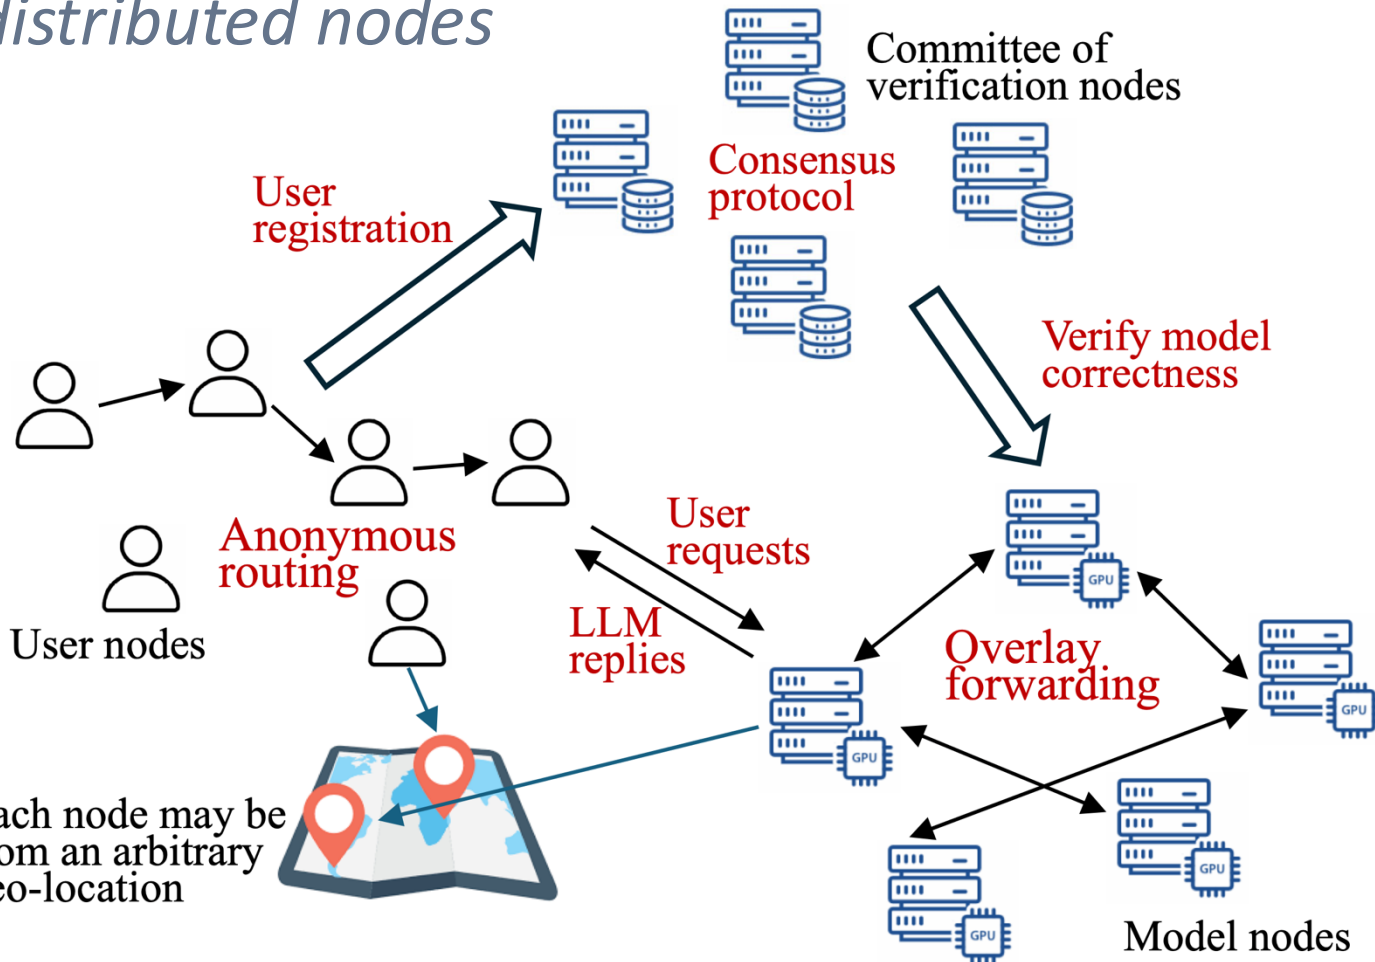 distributed nodes
Committee of
verification nodes
Consensus
protocol
User
registration
Verify model
correctness
Anonymous
routing
User
requests
LLM
replies
User nodes
Overlay
forwarding
GPU
GPU
GPU
GPU
GPU
ach node may be
om an arbitrary
eo-location
Model nodes